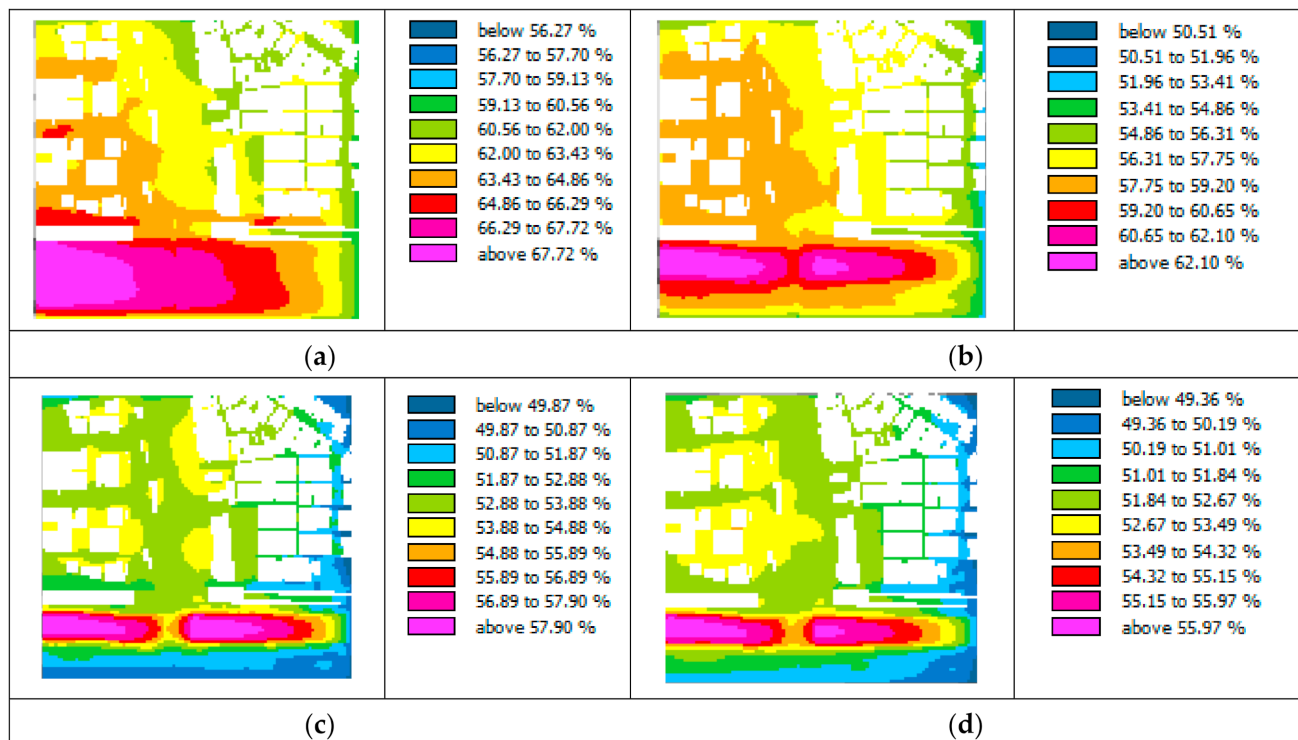 below 56.27 %
56.27 to 57.70 %
57.70 to 59.13 %
59.13 to 60.56 %
60.56 to 62.00 %
62.00 to 63.43 %
63.43 to 64.86 %
64.86 to 66.29 %
66.29 to 67.72 %
above 67.72 %
below 50.51 %
50.51 to 51.96 %
51.96 to 53.41 %
53.41 to 54.86 %
54.86 to 56.31 %
56.31 to 57.75 %
57.75 to 59.20 %
59.20 to 60.65 %
60.65 to 62.10 %
above 62.10 %
(a)
(b)
below 49.87 %
49.87 to 50.87 %
50.87 to 51.87 %
51.87 to 52.88 %
52.88 to 53.88 %
53.88 to 54.88 %
54.88 to 55.89 %
55.89 to 56.89 %
56.89 to 57.90 %
above 57.90 %
below 49.36 %
49.36 to 50.19 %
50.19 to 51.01 %
51.01 to 51.84 %
51.84 to 52.67 %
52.67 to 53.49 %
53.49 to 54.32 %
54.32 to 55.15 %
55.15 to 55.97 %
above 55.97 %
(c)
(d)